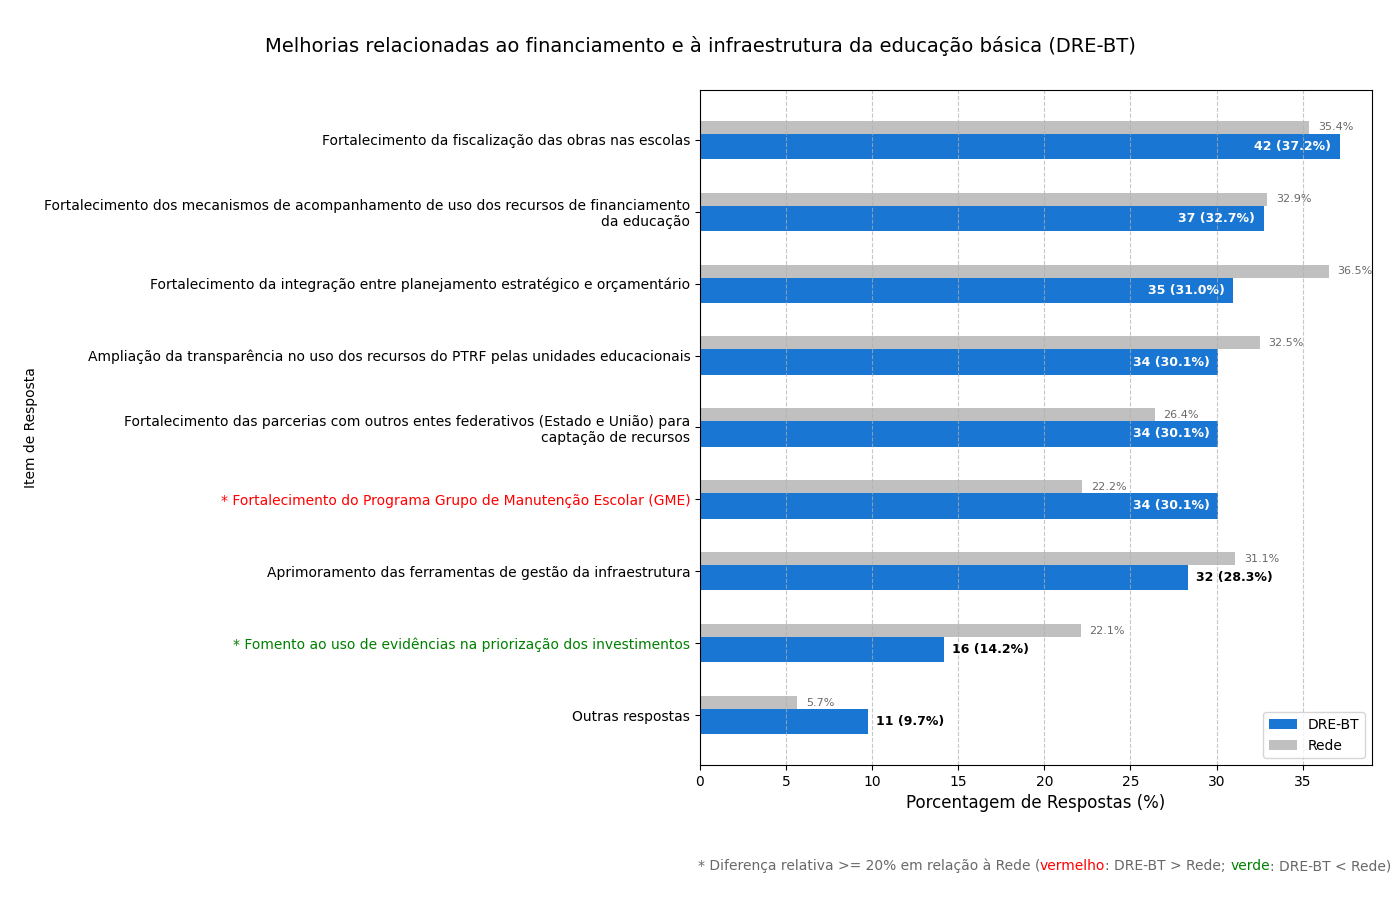 Melhorias relacionadas ao financiamento e à infraestrutura da educação básica (DRE-BT)
Item de Resposta
Fortalecimento da fiscalização das obras nas escolas
35.4%
42 (37.2%)
Fortalecimento dos mecanismos de acompanhamento de uso dos recursos de financiamento
da educação
32.9%
37 (32.7%)
Fortalecimento da integração entre planejamento estratégico e orçamentário
36.5%
35 (31.0%)
Ampliação da transparência no uso dos recursos do PTRF pelas unidades educacionais
32.5%
34 (30.1%)
Fortalecimento das parcerias com outros entes federativos (Estado e União) para
captação de recursos
26.4%
34 (30.1%)
* Fortalecimento do Programa Grupo de Manutenção Escolar (GME)
22.2%
34 (30.1%)
Aprimoramento das ferramentas de gestão da infraestrutura
31.1%
32 (28.3%)
* Fomento ao uso de evidências na priorização dos investimentos
22.1%
16 (14.2%)
Outras respostas
5.7%
11 (9.7%)
DRE-BT
Rede
0 5 10 15 20 25 30 35
Porcentagem de Respostas (%)
* Diferença relativa >= 20% em relação à Rede (vermelho: DRE-BT > Rede; verde: DRE-BT < Rede)